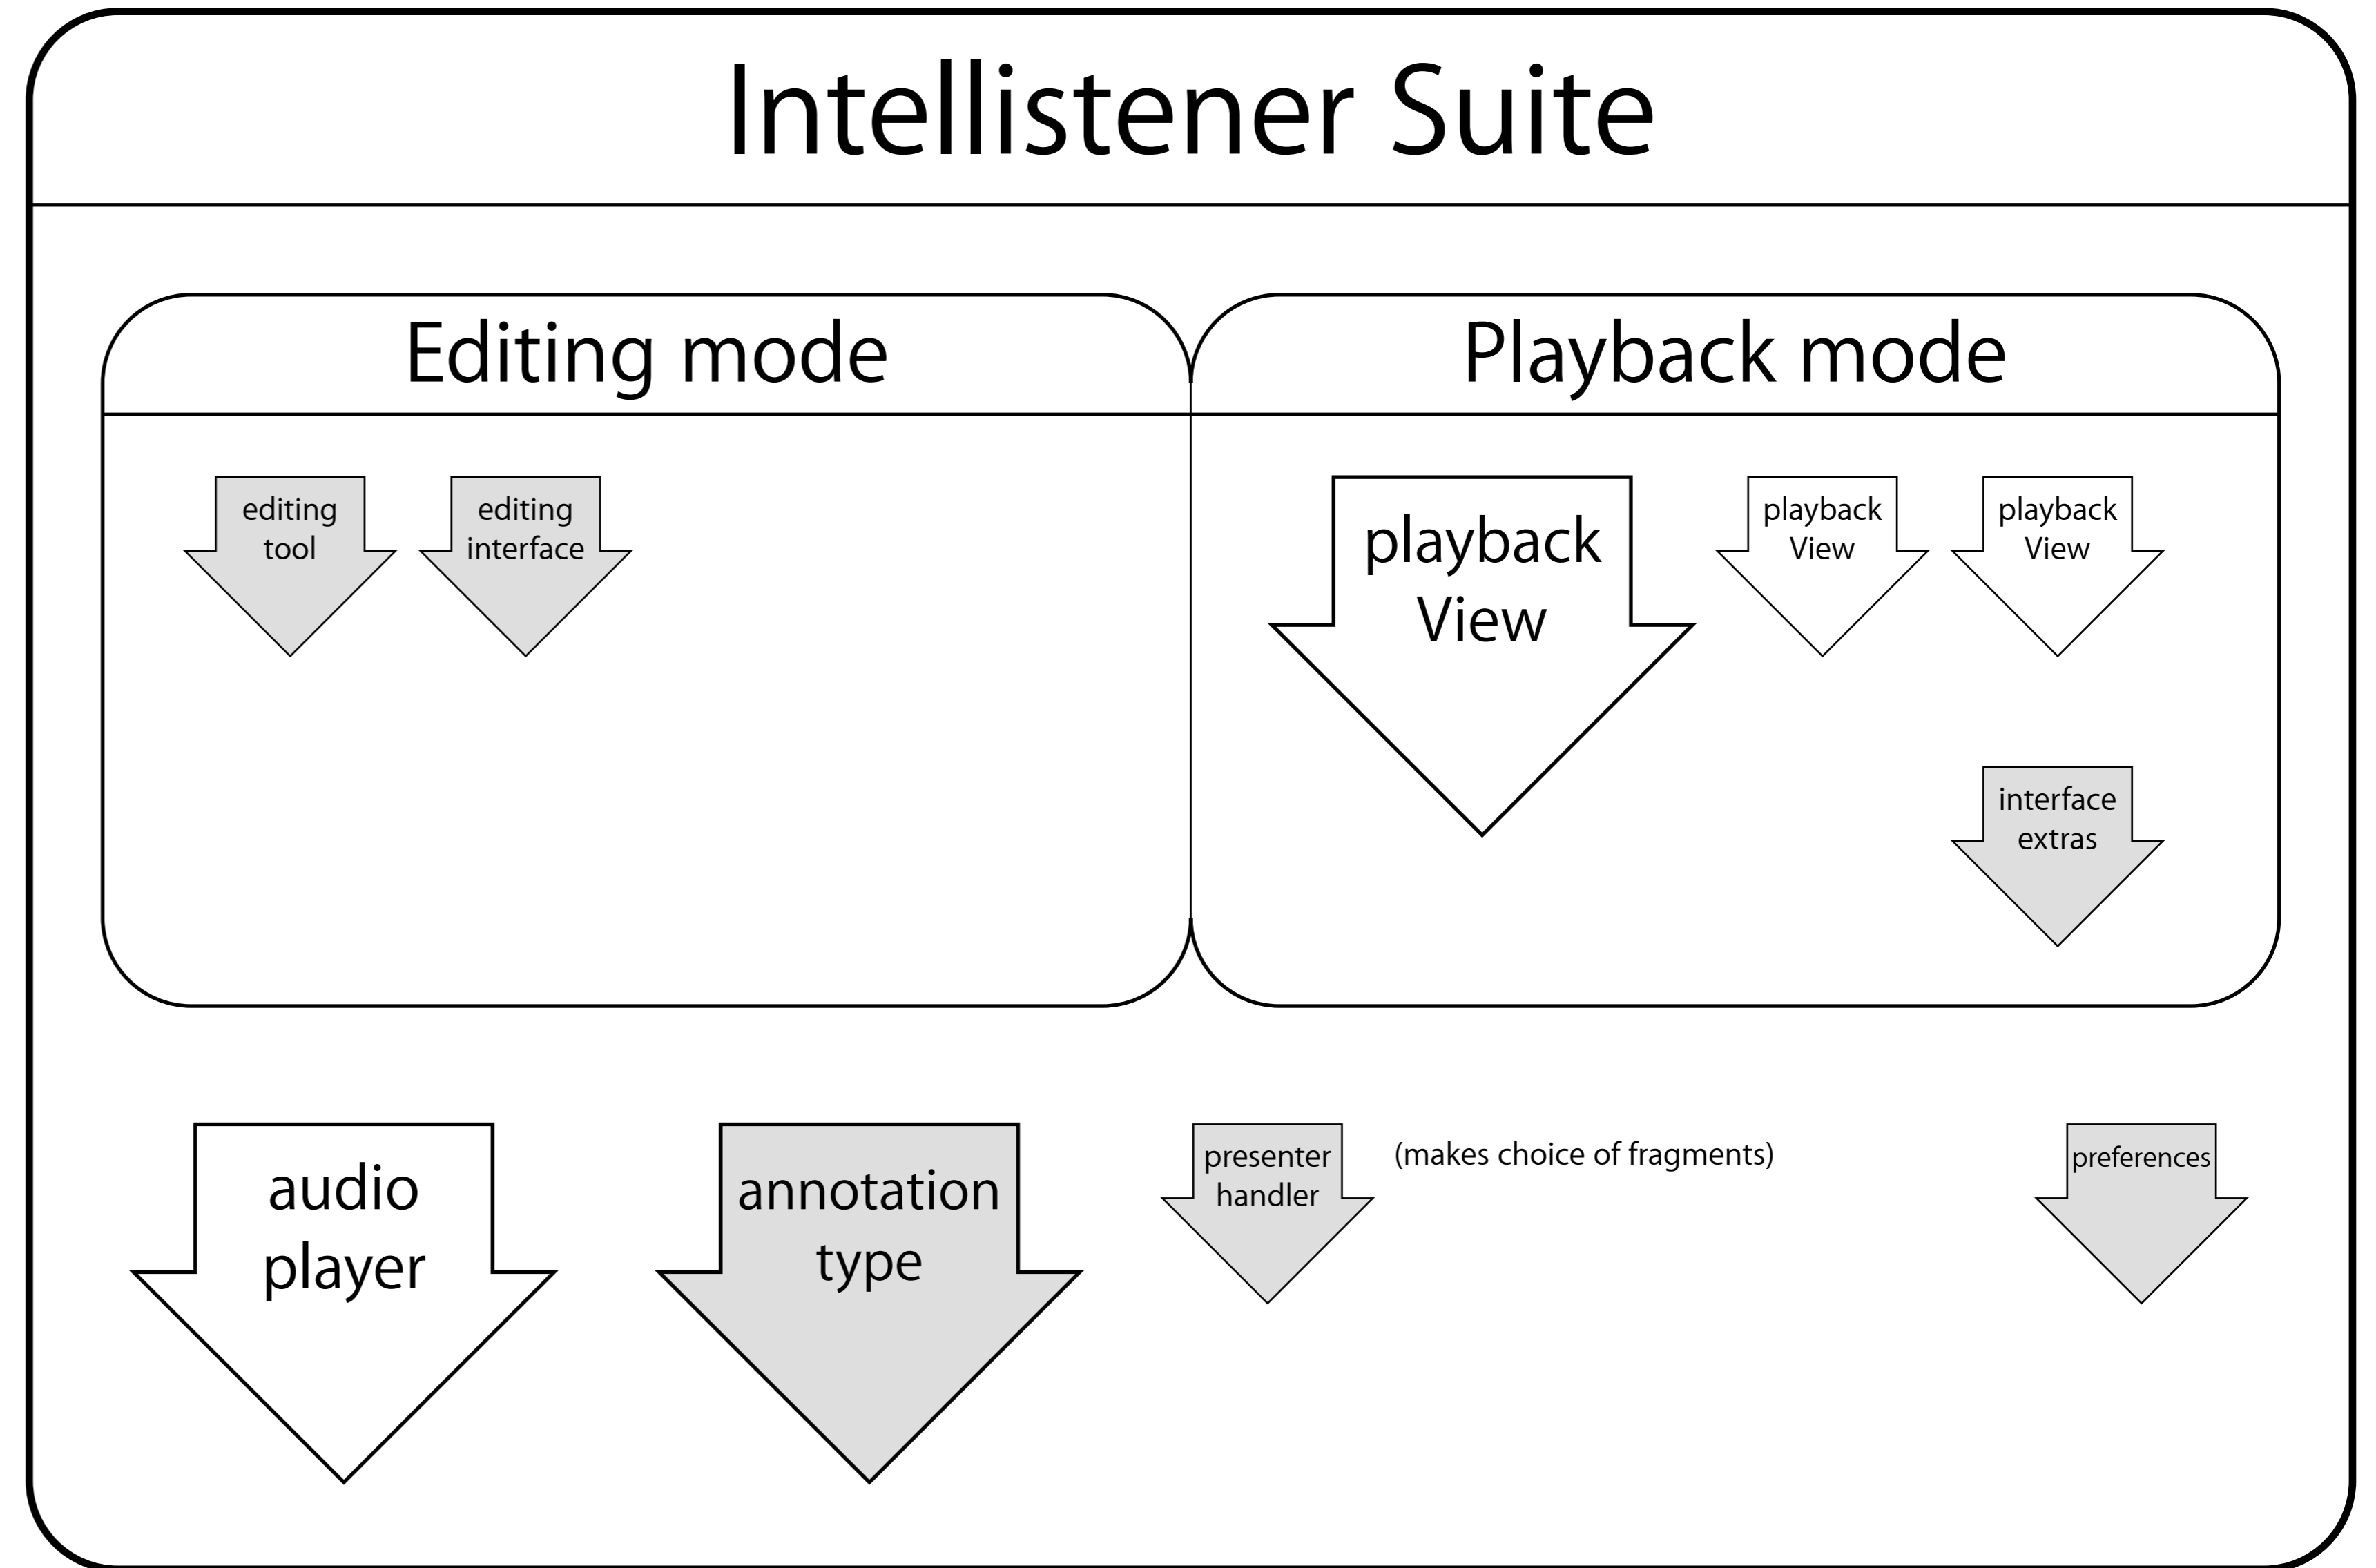 Intellistener Suite
Editing mode
Playback mode
editing
tool
editing
interface
playback
View
playback
View
playback
View
interface
extras
audio
player
annotation
type
presenter
handler
(makes choice of fragments)
preferences